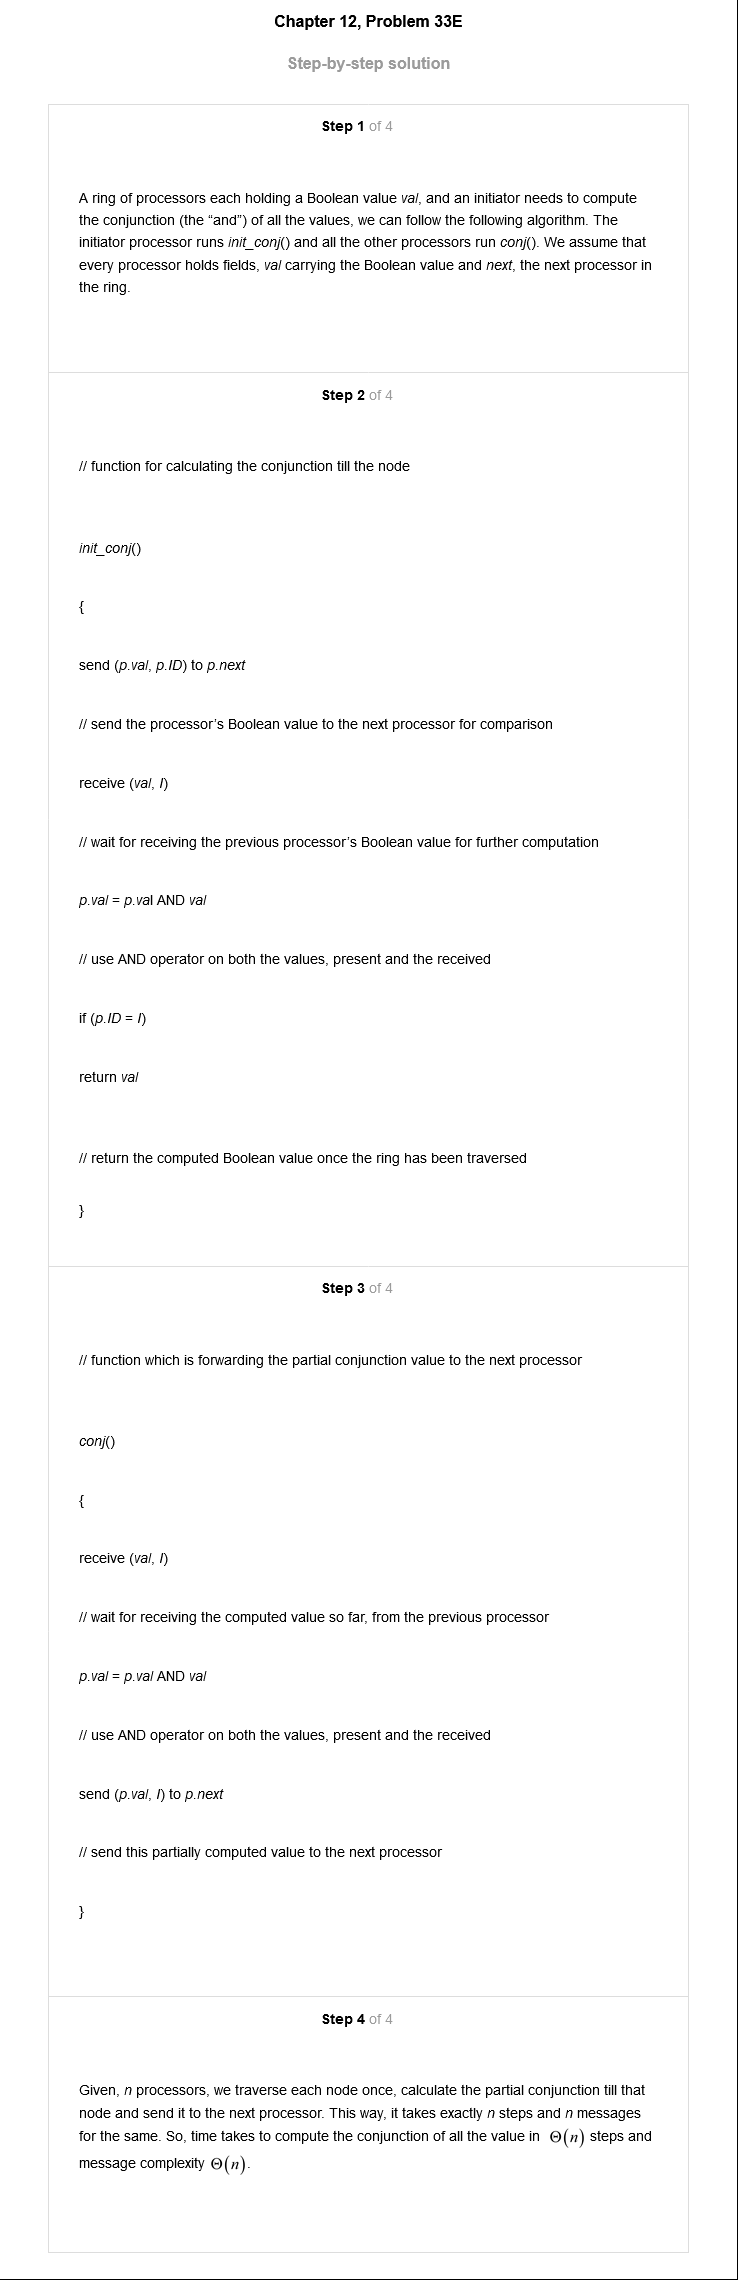 Chapter 12, Problem 33E
Step-by-step solution
Step 1 of 4
A ring of processors each holding a Boolean value val, and an initiator needs to compute
the conjunction (the “and”) of all the values, we can follow the following algorithm. The
initiator processor runs init_conj() and all the other processors run conj(). We assume that
every processor holds fields, val carrying the Boolean value and next, the next processor in
the ring.
Step 2 of 4
// function for calculating the conjunction till the node
init_conj()
{
send (p.val, p.ID) to p.next
// send the processor’s Boolean value to the next processor for comparison
receive (val, I)
// wait for receiving the previous processor’s Boolean value for further computation
p.val = p.val AND val
// use AND operator on both the values, present and the received
if (p.ID = I)
return val
// return the computed Boolean value once the ring has been traversed
}
Step 3 of 4
// function which is forwarding the partial conjunction value to the next processor
conj()
{
receive (val, I)
// wait for receiving the computed value so far, from the previous processor
p.val = p.val AND val
// use AND operator on both the values, present and the received
send (p.val, I) to p.next
// send this partially computed value to the next processor
}
Step 4 of 4
Given, n processors, we traverse each node once, calculate the partial conjunction till that
node and send it to the next processor. This way, it takes exactly n steps and n messages
for the same. So, time takes to compute the conjunction of all the value in Θ(n) steps and
message complexity Θ(n).